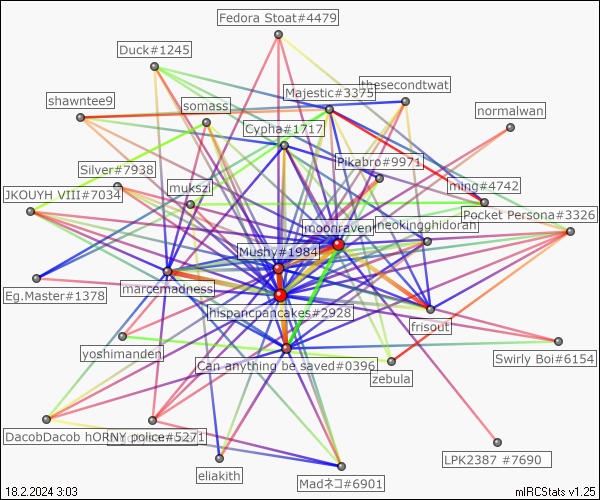 Fedora Stoat#4479
Duck#1245
Majestic#3375
thesecondtwat
shawntee9
somass
normalwan
Cypha#1717
Pikabro#9971
Silver#7938
mukszi
ming#4742
JKOUYH VIII#7034
Pocket Persona#3326
moonraven
neokingghidorah
Mushy#1984
marcemadness
Eg.Master#1378
hispancpancakes#2928
frisout
yoshimanden
Can anything be saved#0396
zebula
Swirly Boi#6154
DacobDacob hORNY police#5271
eliakith
LPK2387 #7690
Madネコ#6901
18.2.2024 3:03
mIRCStats v1.25